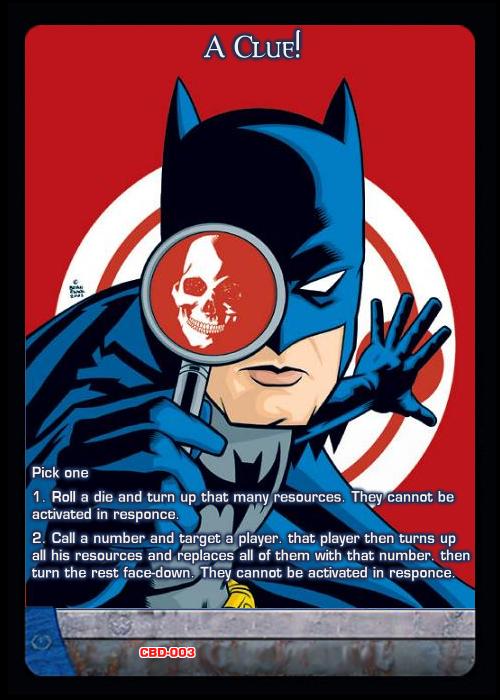 A Clue!
Pick one
1. Roll a die and turn up that many resources. They cannot be
activated in responce.
2. Call a number and target a player. that player then turns up
all his resources and replaces all of them with that number. then
turn the rest face-down. They cannot be activated in responce.
CBD-003